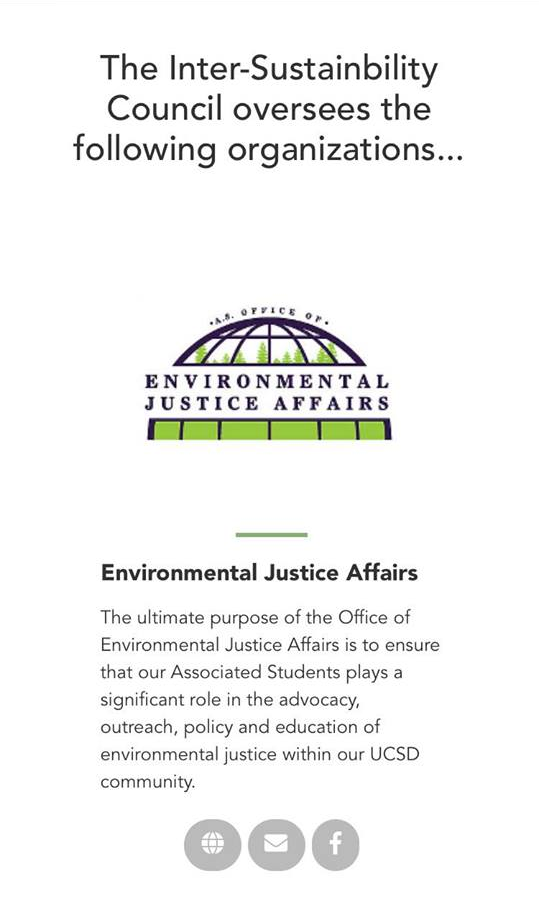 The Inter-Sustainbility
Council oversees the
following organizations...
•A.S. OFFICE OF•
ENVIRONMENTAL
JUSTICE AFFAIRS
Environmental Justice Affairs
The ultimate purpose of the Office of
Environmental Justice Affairs is to ensure
that our Associated Students plays a
significant role in the advocacy,
outreach, policy and education of
environmental justice within our UCSD
community.